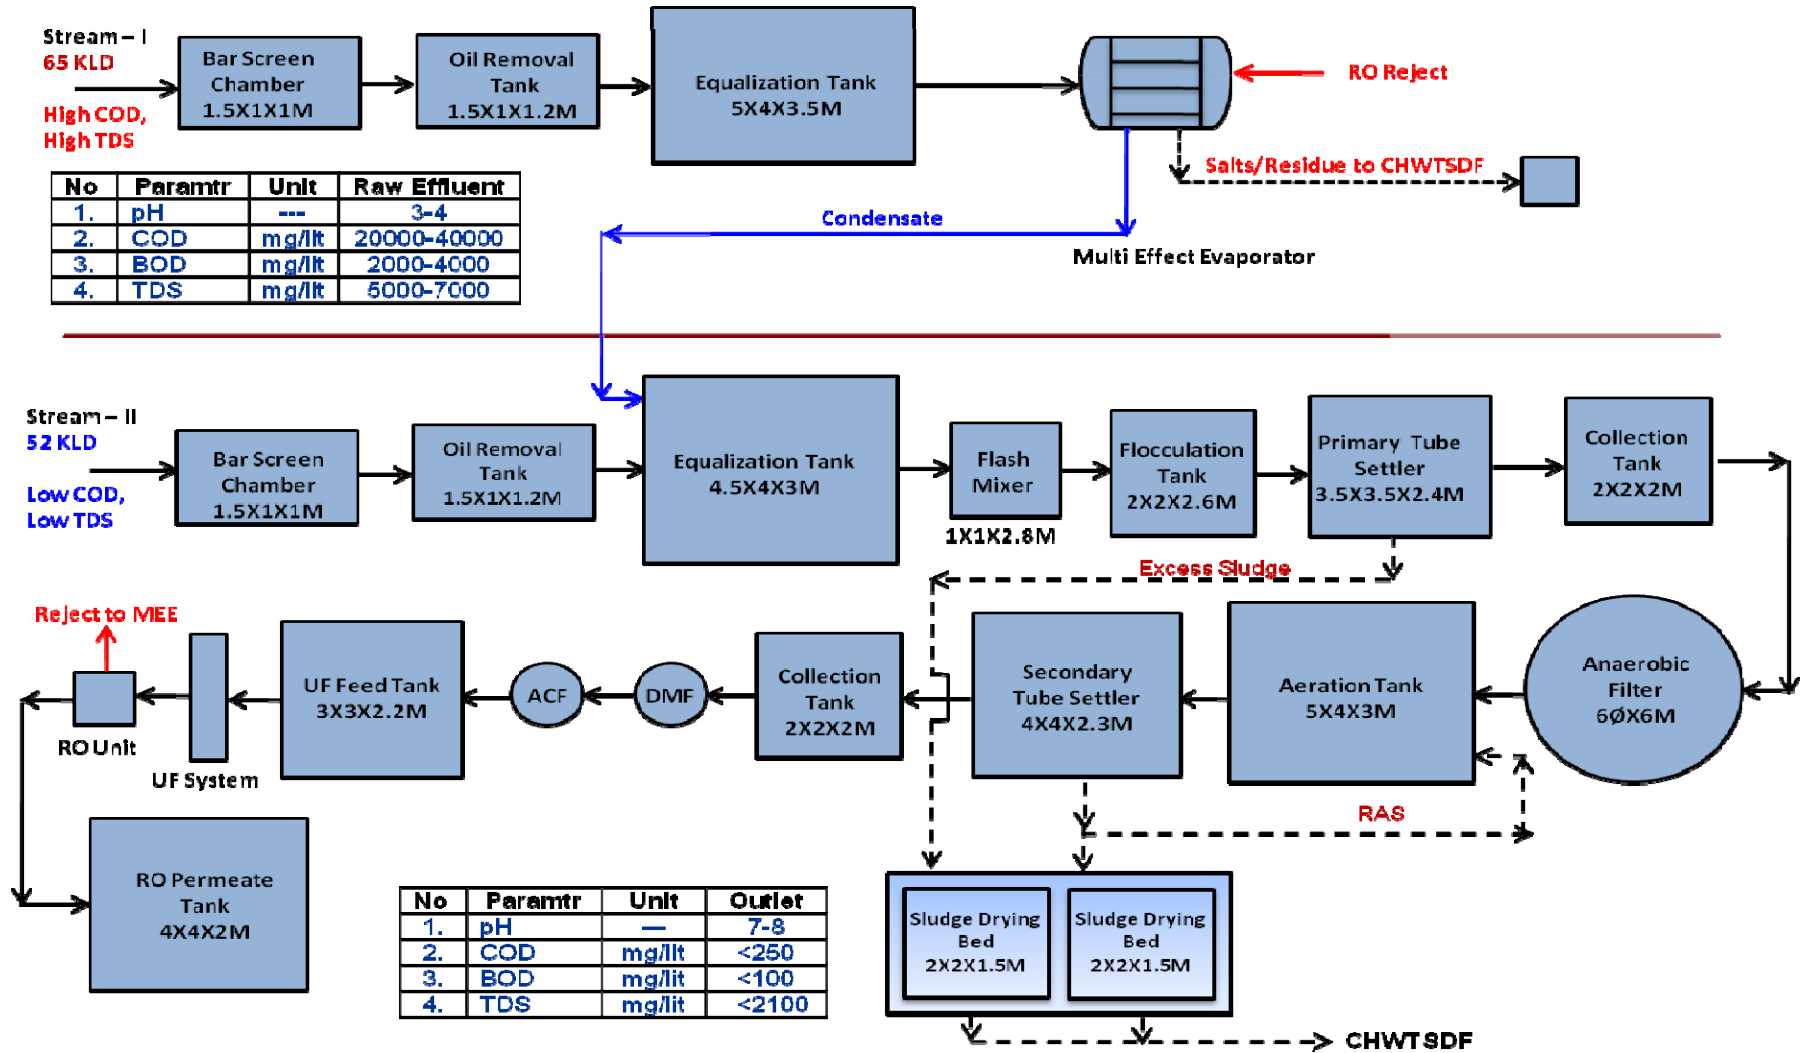 Stream – I
65 KLD
High COD,
High TDS
Bar Screen
Chamber
1.5X1X1M
Oil Removal
Tank
1.5X1X1.2M
Equalization Tank
5X4X3.5M
RO Reject
Salts/Residue to CHWTSDF
Condensate
Multi Effect Evaporator
No Paramtr Unit Raw Effluent
1. pH --- 3-4
2. COD mg/lit 20000-40000
3. BOD mg/lit 2000-4000
4. TDS mg/lit 5000-7000
Stream – II
52 KLD
Low COD,
Low TDS
Bar Screen
Chamber
1.5X1X1M
Oil Removal
Tank
1.5X1X1.2M
Equalization Tank
4.5X4X3M
Flash
Mixer
1X1X2.8M
Flocculation
Tank
2X2X2.6M
Primary Tube
Settler
3.5X3.5X2.4M
Collection
Tank
2X2X2M
Excess Sludge
Reject to MEE
RO Unit
UF System
UF Feed Tank
3X3X2.2M
ACF
DMF
Collection
Tank
2X2X2M
Secondary
Tube Settler
4X4X2.3M
Aeration Tank
5X4X3M
Anaerobic
Filter
6ØX6M
RAS
RO Permeate
Tank
4X4X2M
No Paramtr Unit Outlet
1. pH — 7-8
2. COD mg/lit <250
3. BOD mg/lit <100
4. TDS mg/lit <2100
Sludge Drying
Bed
2X2X1.5M
Sludge Drying
Bed
2X2X1.5M
CHWTSDF